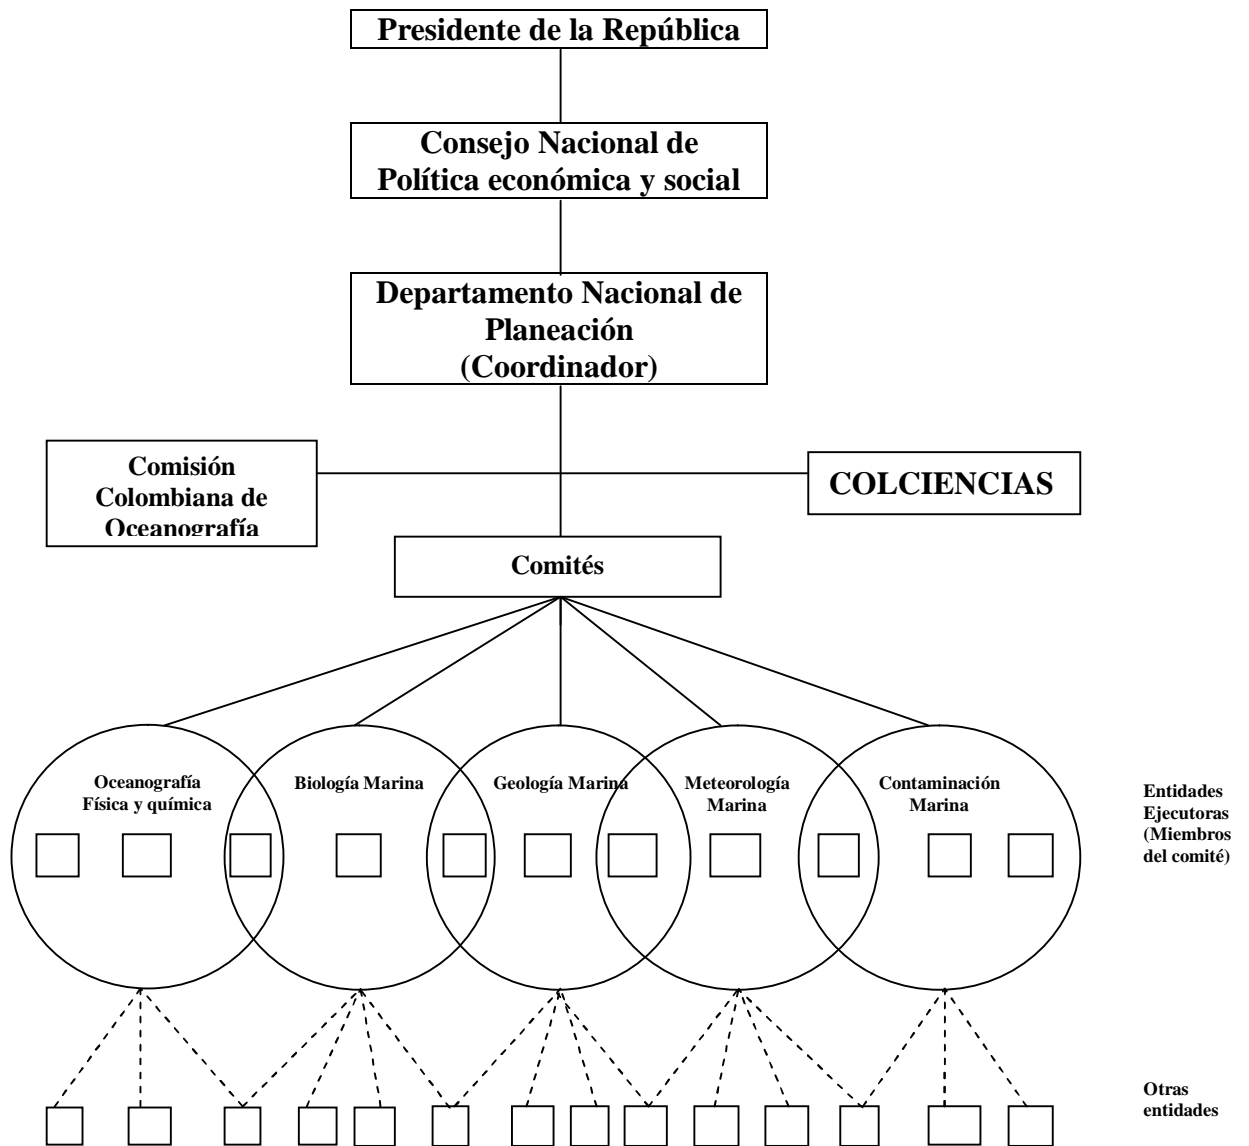 Presidente de la República
Consejo Nacional de
Política económica y social
Departamento Nacional de
Planeación
(Coordinador)
Comisión
Colombiana de
Oceanografía
COLCIENCIAS
Comités
Oceanografía
Física y química
Biología Marina
Geología Marina
Meteorología
Marina
Contaminación
Marina
Entidades
Ejecutoras
(Miembros
del comité)
Otras
entidades